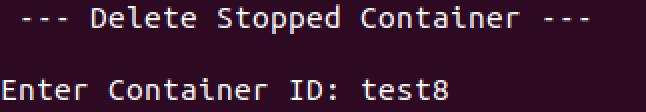 --- Delete Stopped Container ---
Enter Container ID: test8